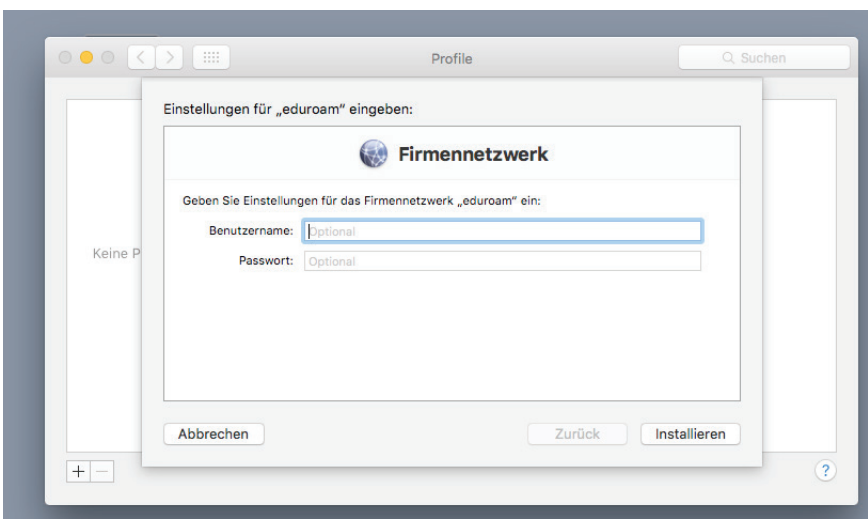 Profile
Suchen
Einstellungen für „eduroam“ eingeben:
Firmennetzwerk
Geben Sie Einstellungen für das Firmennetzwerk „eduroam“ ein:
Benutzername: Optional
Passwort: Optional
Keine P
Abbrechen
Zurück
Installieren
+ −
?